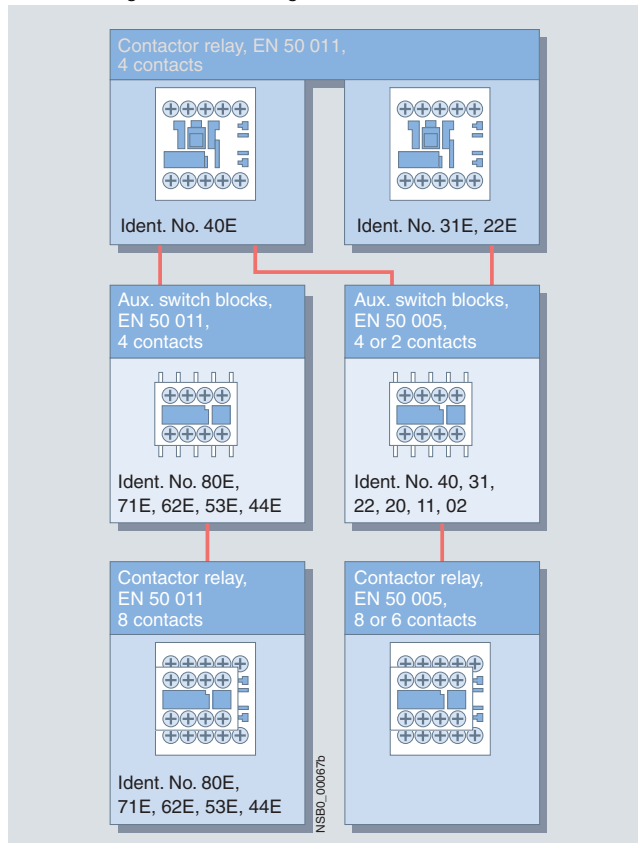 Contactor relay, EN 50 011,
4 contacts
Ident. No. 40E
Ident. No. 31E, 22E
Aux. switch blocks,
EN 50 011,
4 contacts
Aux. switch blocks,
EN 50 005,
4 or 2 contacts
Ident. No. 80E,
71E, 62E, 53E, 44E
Ident. No. 40, 31,
22, 20, 11, 02
Contactor relay,
EN 50 011
8 contacts
Contactor relay,
EN 50 005,
8 or 6 contacts
Ident. No. 80E,
71E, 62E, 53E, 44E
NSB0_00067b